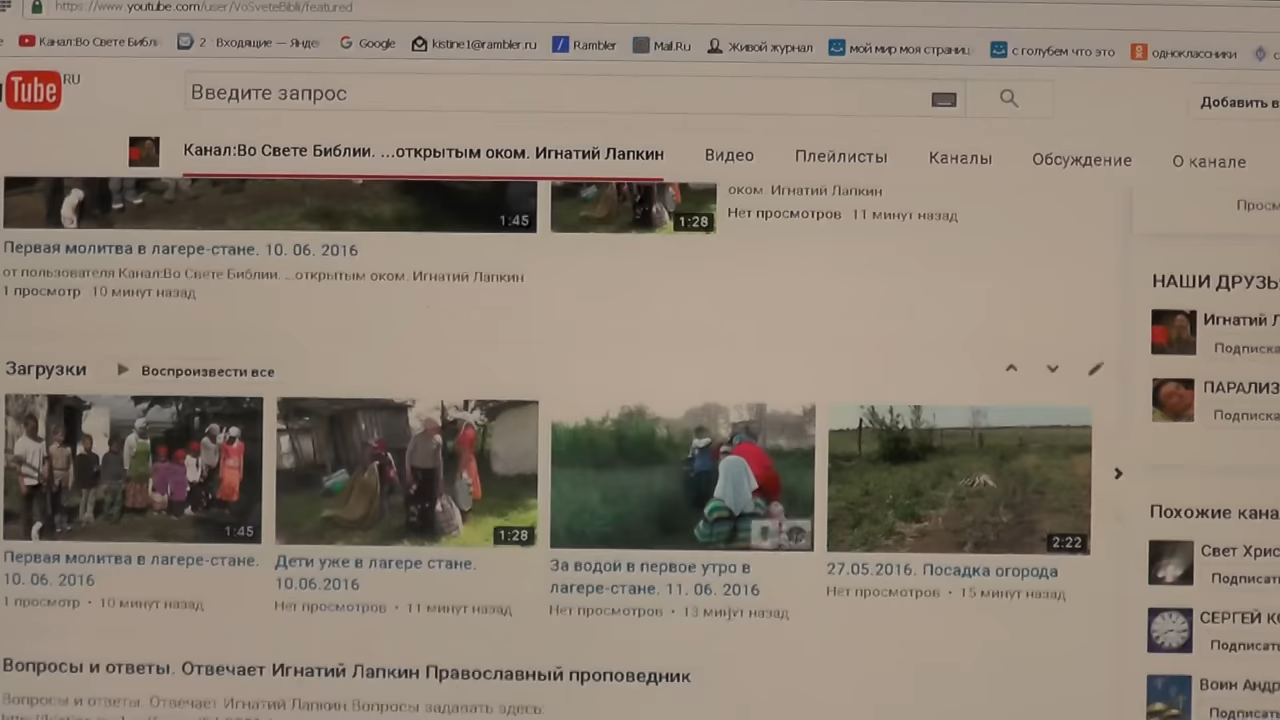 https://www.youtube.com/user/VoSveteBibli/featured
Канал:Во Свете Библ 2 Входящие — Янде Google kistine1@rambler.ru Rambler Mail.Ru Живой журнал мой мир моя страниц с голубем что это одноклассники
Tube RU
Введите запрос
Добавить в
Канал:Во Свете Библии. ...открытым оком. Игнатий Лапкин Видео Плейлисты Каналы Обсуждение О канале
1:45
1:28
оком. Игнатий Лапкин
Нет просмотров 11 минут назад
Просм
Первая молитва в лагере-стане. 10. 06. 2016
от пользователя Канал:Во Свете Библии. ...открытым оком. Игнатий Лапкин
1 просмотр 10 минут назад
НАШИ ДРУЗЬ
Игнатий Л
Подписка
ПАРАЛИЗ
Подписка
Загрузки Воспроизвести все
1:45
1:28
2:22
Первая молитва в лагере-стане.
10. 06. 2016
1 просмотр • 10 минут назад
Дети уже в лагере стане.
10.06.2016
Нет просмотров • 11 минут назад
За водой в первое утро в
лагере-стане. 11. 06. 2016
Нет просмотров • 13 минут назад
27.05.2016. Посадка огорода
Нет просмотров • 15 минут назад
Похожие кана
Свет Хрис
Подписат
СЕРГЕЙ К
Подписат
Воин Андр
Подписат
Вопросы и ответы. Отвечает Игнатий Лапкин Православный проповедник
Вопросы и ответы. Отвечает Игнатий Лапкин Вопросы задавать здесь: